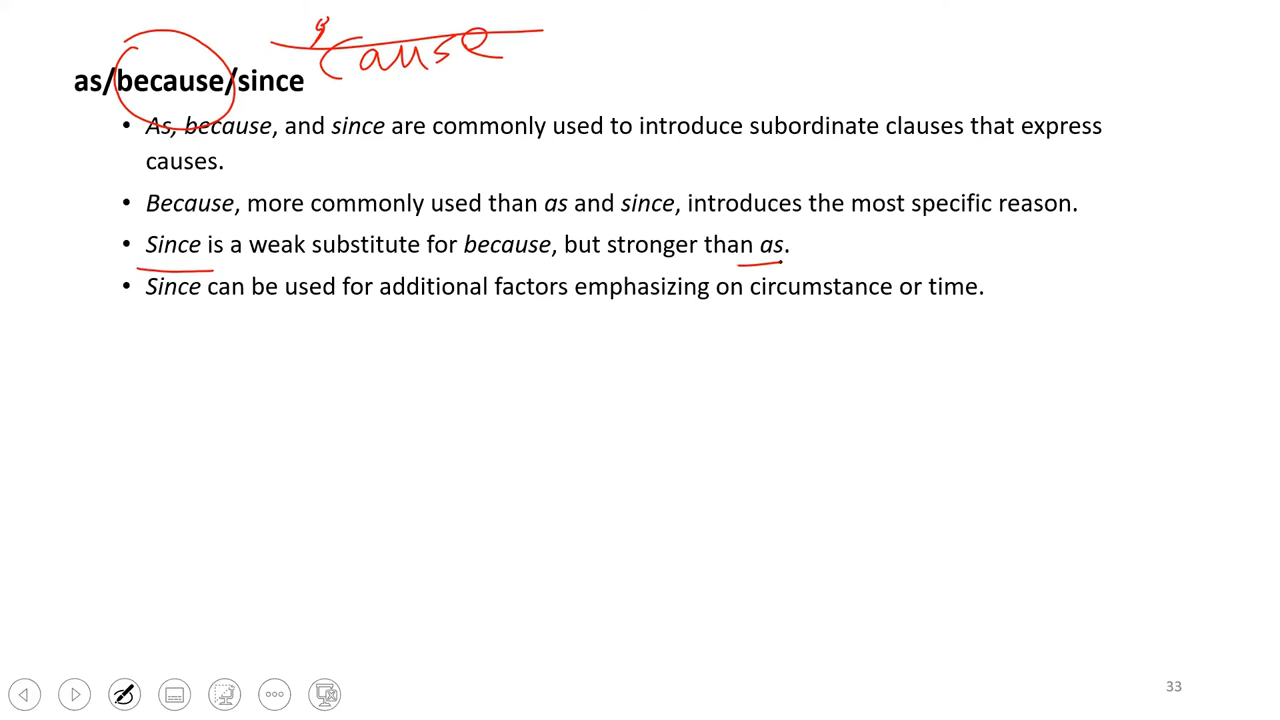 'cause
as/because/since
• As, because, and since are commonly used to introduce subordinate clauses that express
causes.
• Because, more commonly used than as and since, introduces the most specific reason.
• Since is a weak substitute for because, but stronger than as.
• Since can be used for additional factors emphasizing on circumstance or time.
33